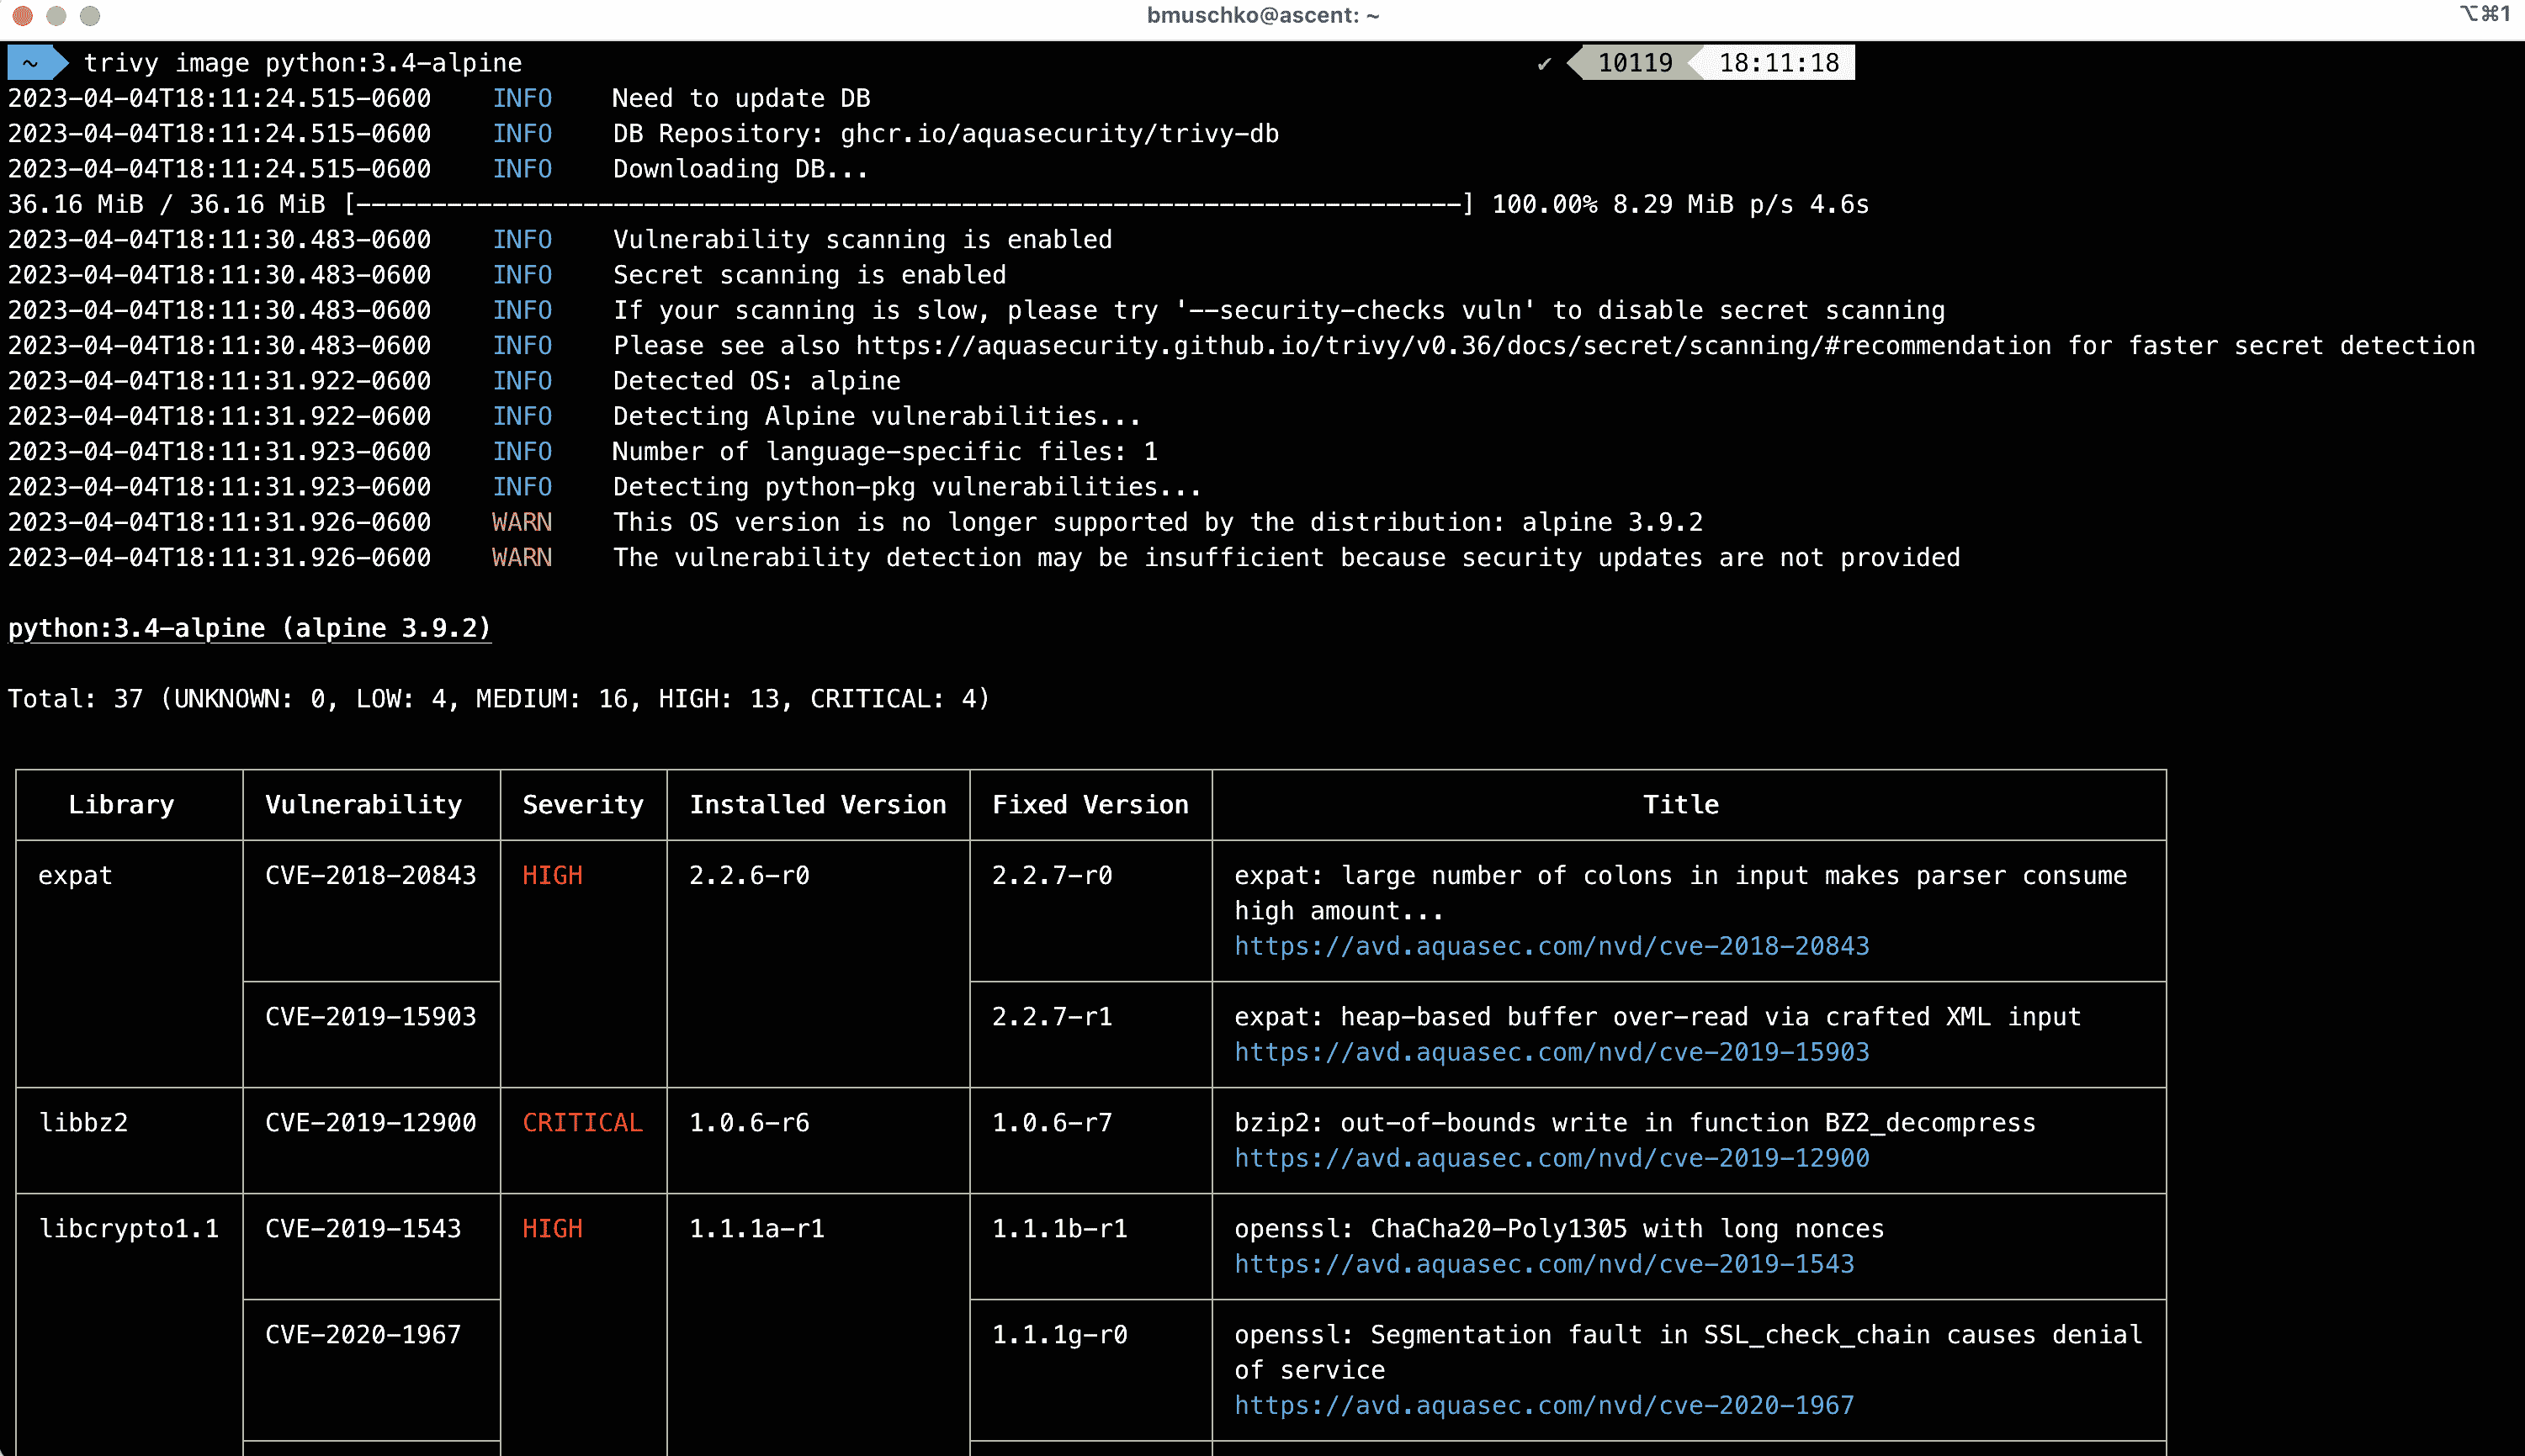 bmuschko@ascent: ~ ⌥⌘1
~ trivy image python:3.4-alpine ✔ 10119 18:11:18
2023-04-04T18:11:24.515-0600 INFO Need to update DB
2023-04-04T18:11:24.515-0600 INFO DB Repository: ghcr.io/aquasecurity/trivy-db
2023-04-04T18:11:24.515-0600 INFO Downloading DB...
36.16 MiB / 36.16 MiB [-------------------------------------------------------------------------] 100.00% 8.29 MiB p/s 4.6s
2023-04-04T18:11:30.483-0600 INFO Vulnerability scanning is enabled
2023-04-04T18:11:30.483-0600 INFO Secret scanning is enabled
2023-04-04T18:11:30.483-0600 INFO If your scanning is slow, please try '--security-checks vuln' to disable secret scanning
2023-04-04T18:11:30.483-0600 INFO Please see also https://aquasecurity.github.io/trivy/v0.36/docs/secret/scanning/#recommendation for faster secret detection
2023-04-04T18:11:31.922-0600 INFO Detected OS: alpine
2023-04-04T18:11:31.922-0600 INFO Detecting Alpine vulnerabilities...
2023-04-04T18:11:31.923-0600 INFO Number of language-specific files: 1
2023-04-04T18:11:31.923-0600 INFO Detecting python-pkg vulnerabilities...
2023-04-04T18:11:31.926-0600 WARN This OS version is no longer supported by the distribution: alpine 3.9.2
2023-04-04T18:11:31.926-0600 WARN The vulnerability detection may be insufficient because security updates are not provided
python:3.4-alpine (alpine 3.9.2)
Total: 37 (UNKNOWN: 0, LOW: 4, MEDIUM: 16, HIGH: 13, CRITICAL: 4)
Library Vulnerability Severity Installed Version Fixed Version Title
expat CVE-2018-20843 HIGH 2.2.6-r0 2.2.7-r0 expat: large number of colons in input makes parser consume
high amount...
https://avd.aquasec.com/nvd/cve-2018-20843
CVE-2019-15903 2.2.7-r1 expat: heap-based buffer over-read via crafted XML input
https://avd.aquasec.com/nvd/cve-2019-15903
libbz2 CVE-2019-12900 CRITICAL 1.0.6-r6 1.0.6-r7 bzip2: out-of-bounds write in function BZ2_decompress
https://avd.aquasec.com/nvd/cve-2019-12900
libcrypto1.1 CVE-2019-1543 HIGH 1.1.1a-r1 1.1.1b-r1 openssl: ChaCha20-Poly1305 with long nonces
https://avd.aquasec.com/nvd/cve-2019-1543
CVE-2020-1967 1.1.1g-r0 openssl: Segmentation fault in SSL_check_chain causes denial
of service
https://avd.aquasec.com/nvd/cve-2020-1967